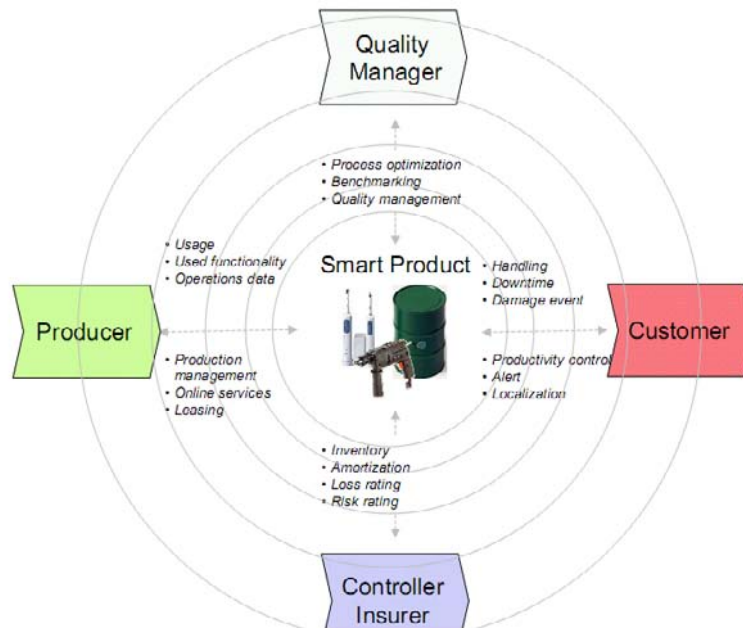 Quality
Manager
• Process optimization
• Benchmarking
• Quality management
• Usage
• Used functionality
• Operations data
Smart Product
• Handling
• Downtime
• Damage event
Producer
Customer
• Production
management
• Online services
• Leasing
• Productivity control
• Alert
• Localization
• Inventory
• Amortization
• Loss rating
• Risk rating
Controller
Insurer